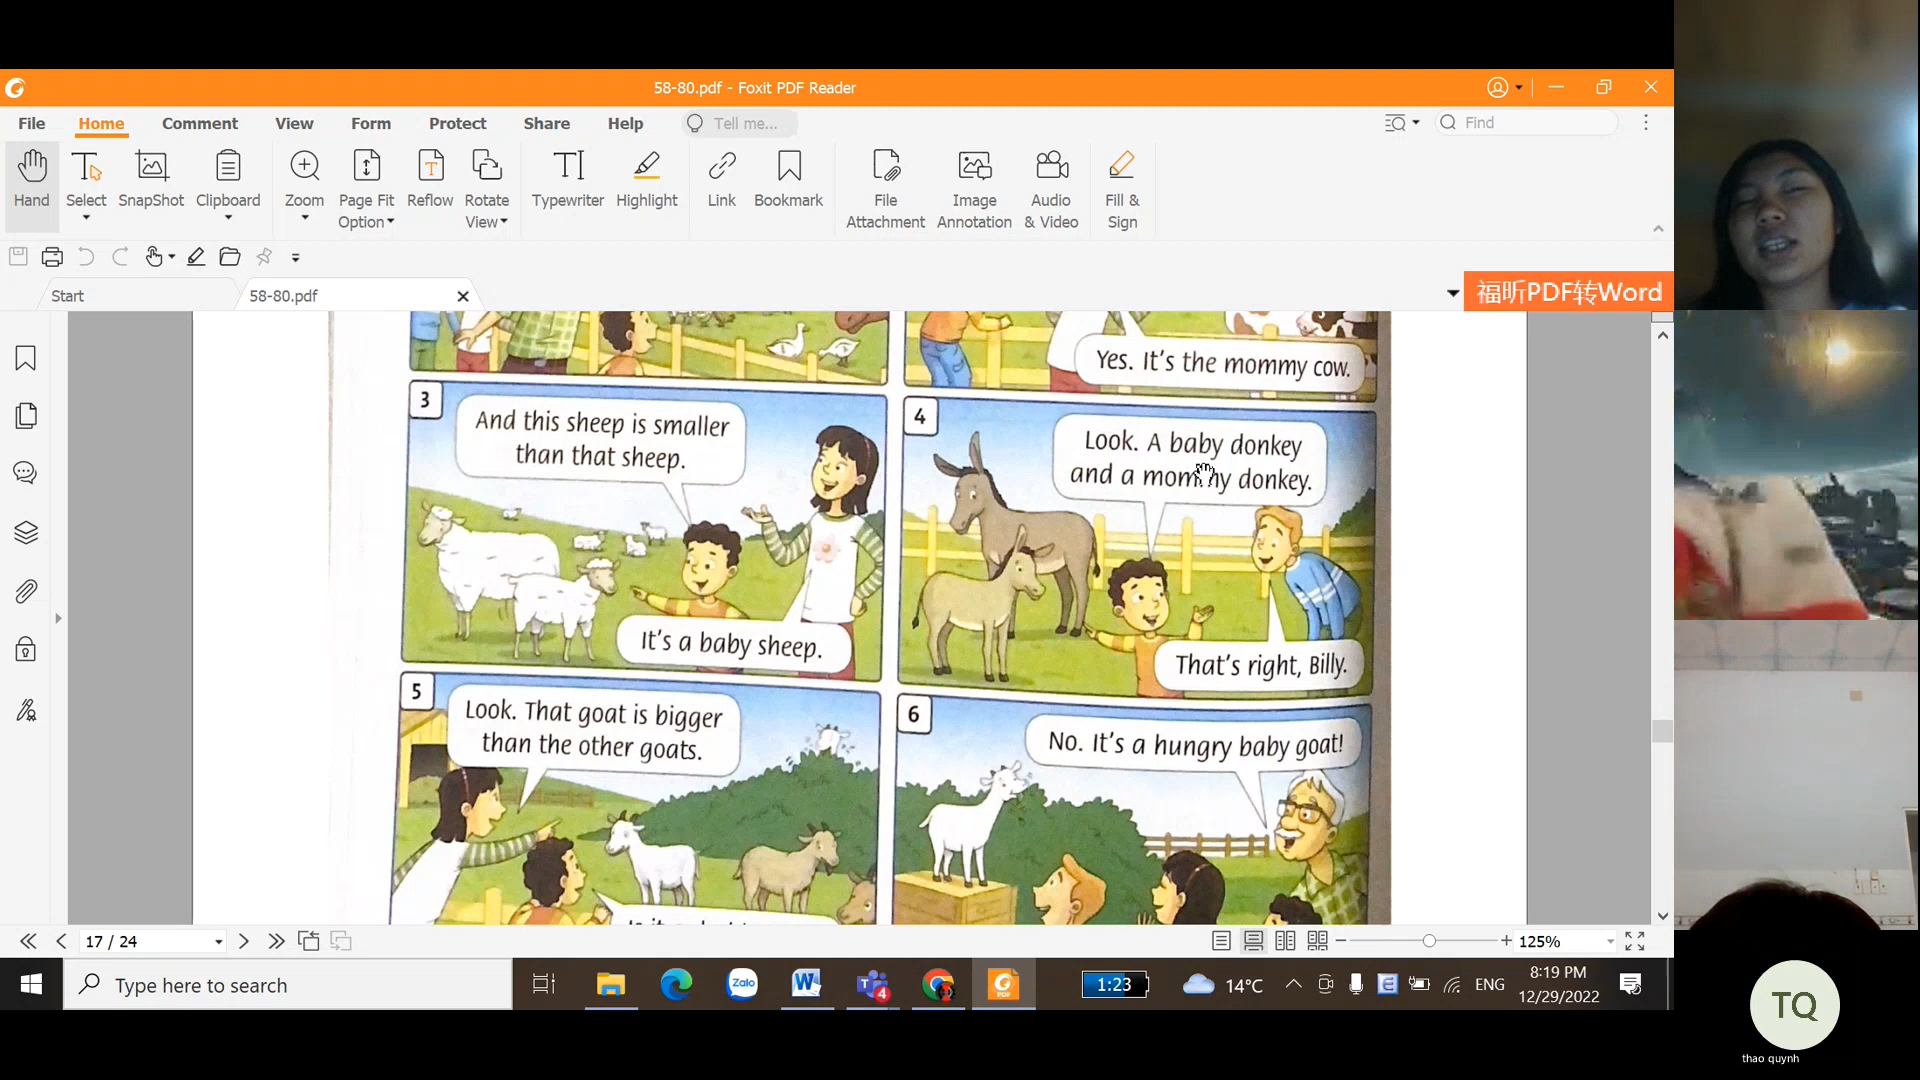 58-80.pdf - Foxit PDF Reader
File Home Comment View Form Protect Share Help Tell me... Find
Hand Select SnapShot Clipboard Zoom Page Fit Option Reflow Rotate View Typewriter Highlight Link Bookmark File Attachment Image Annotation Audio & Video Fill & Sign
Start 58-80.pdf 福昕PDF转Word
Yes. It's the mommy cow.
3
And this sheep is smaller
than that sheep.
It's a baby sheep.
4
Look. A baby donkey
and a mommy donkey.
That's right, Billy.
5
Look. That goat is bigger
than the other goats.
6
No. It's a hungry baby goat!
17 / 24 125%
Type here to search
Zalo
4
PDF
1:23
14°C
ENG
8:19 PM
12/29/2022
TQ
thao quynh